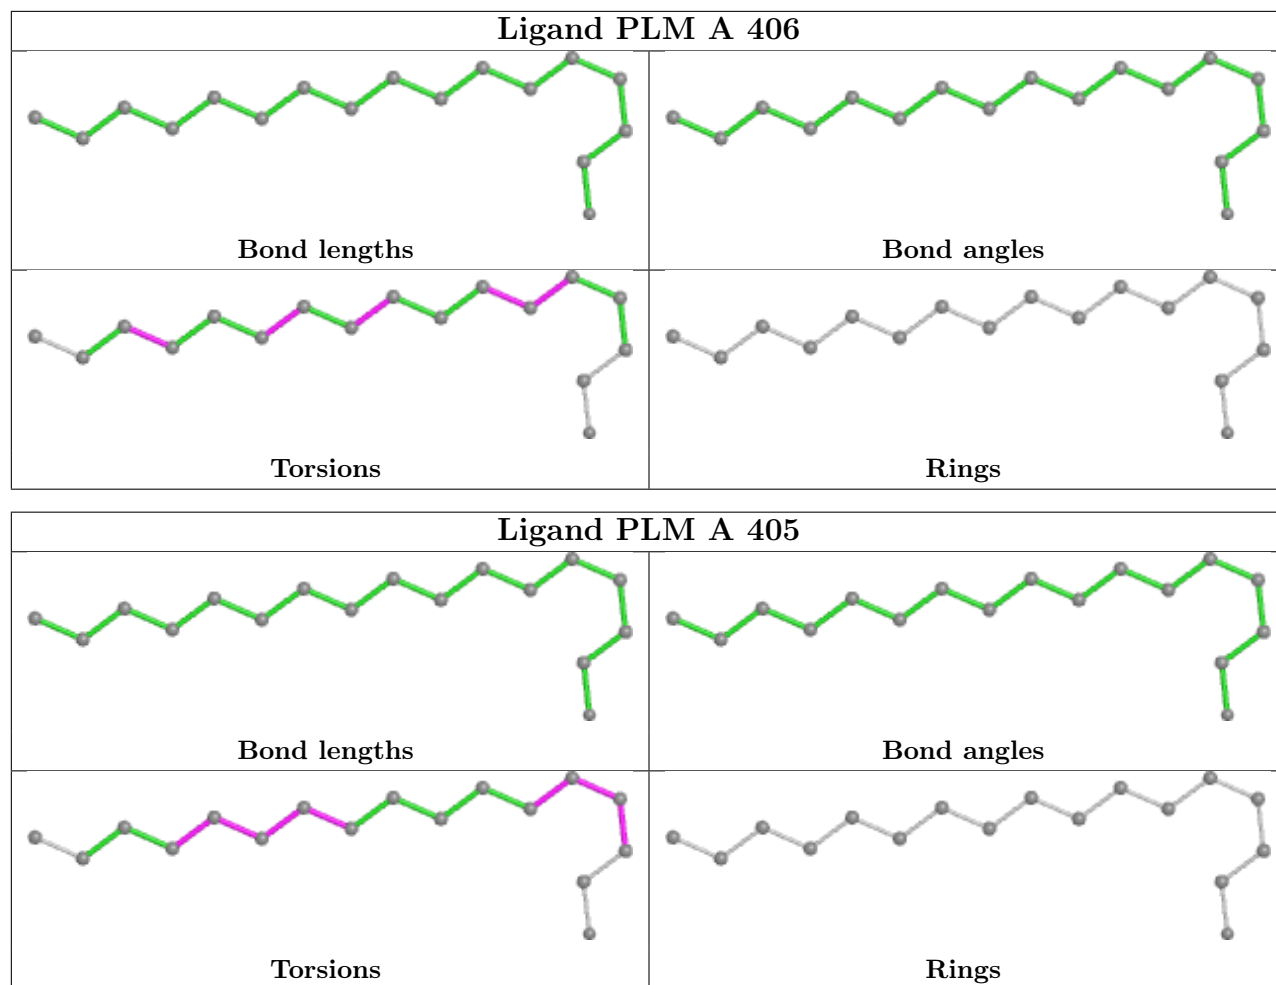 Ligand PLM A 406
Bond lengths
Bond angles
Torsions
Rings
Ligand PLM A 405
Bond lengths
Bond angles
Torsions
Rings